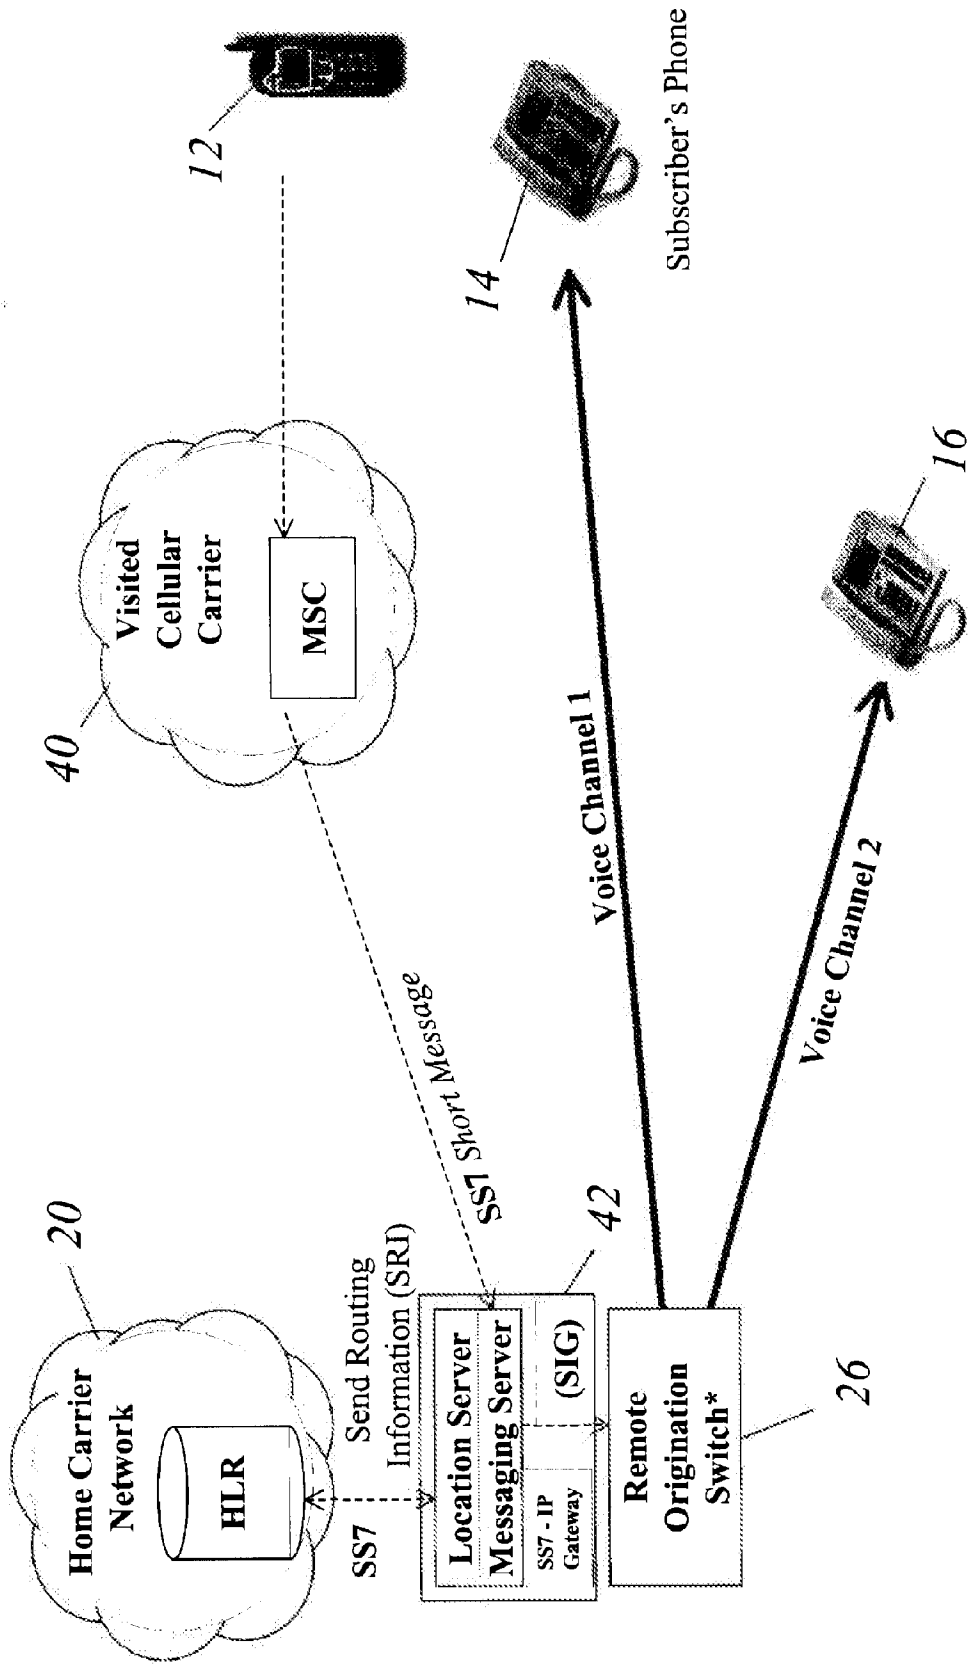 Home Carrier
Network
HLR
20
SS7
Send Routing
Information (SRI)
Location Server
Messaging Server
SS7 - IP
Gateway
(SIG)
42
Remote
Origination
Switch*
26
SS7 Short Message
40
Visited
Cellular
Carrier
MSC
12
Voice Channel 1
14
Subscriber's Phone
Voice Channel 2
16